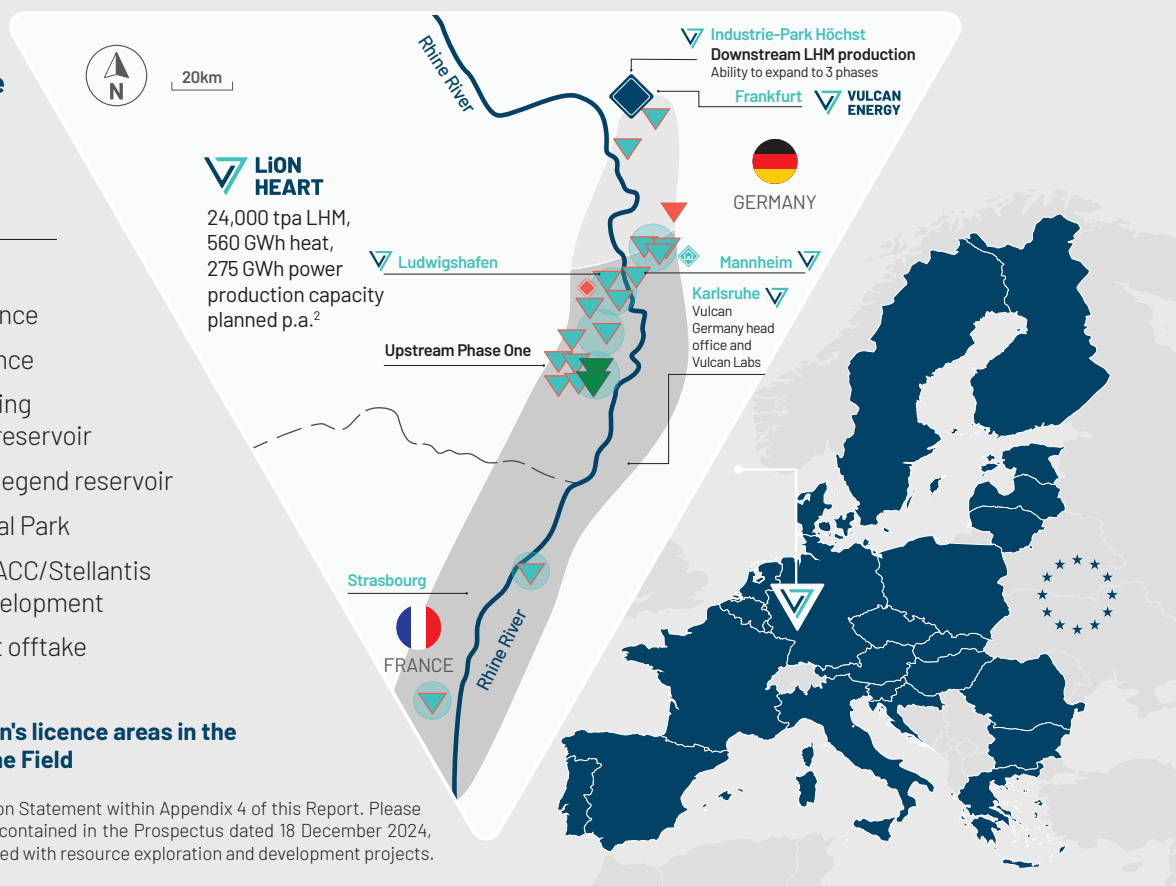 e
N
20km
Rhine River
Industrie-Park Höchst
Downstream LHM production
Ability to expand to 3 phases
Frankfurt
VULCAN
ENERGY
GERMANY
LiON
HEART
24,000 tpa LHM,
560 GWh heat,
275 GWh power
production capacity
planned p.a.²
Ludwigshafen
Mannheim
Karlsruhe
Vulcan
Germany head
office and
Vulcan Labs
Upstream Phase One
Strasbourg
FRANCE
Rhine River
nce
nce
ing
reservoir
egend reservoir
al Park
ACC/Stellantis
elopment
t offtake
n's licence areas in the
ne Field
on Statement within Appendix 4 of this Report. Please
contained in the Prospectus dated 18 December 2024,
ed with resource exploration and development projects.